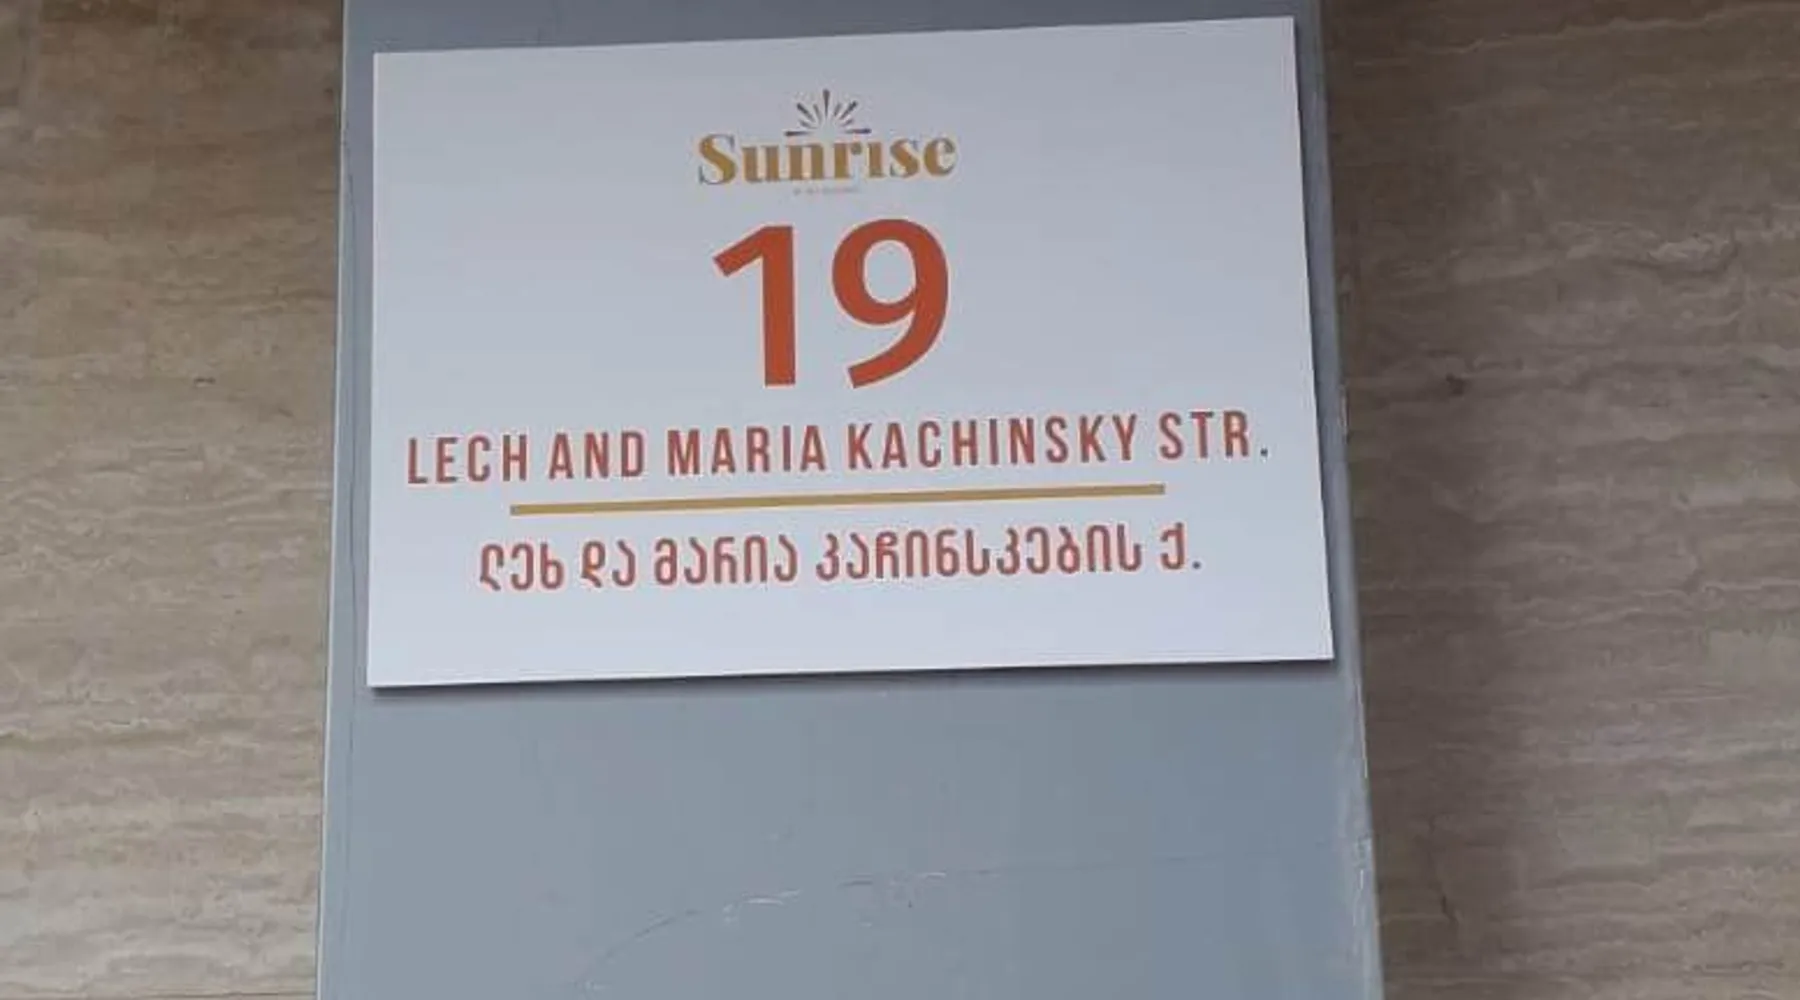 Sunrise
19
LECH AND MARIA KACHINSKY STR.
ლეხ და მარია კაჩინსკების ქ.